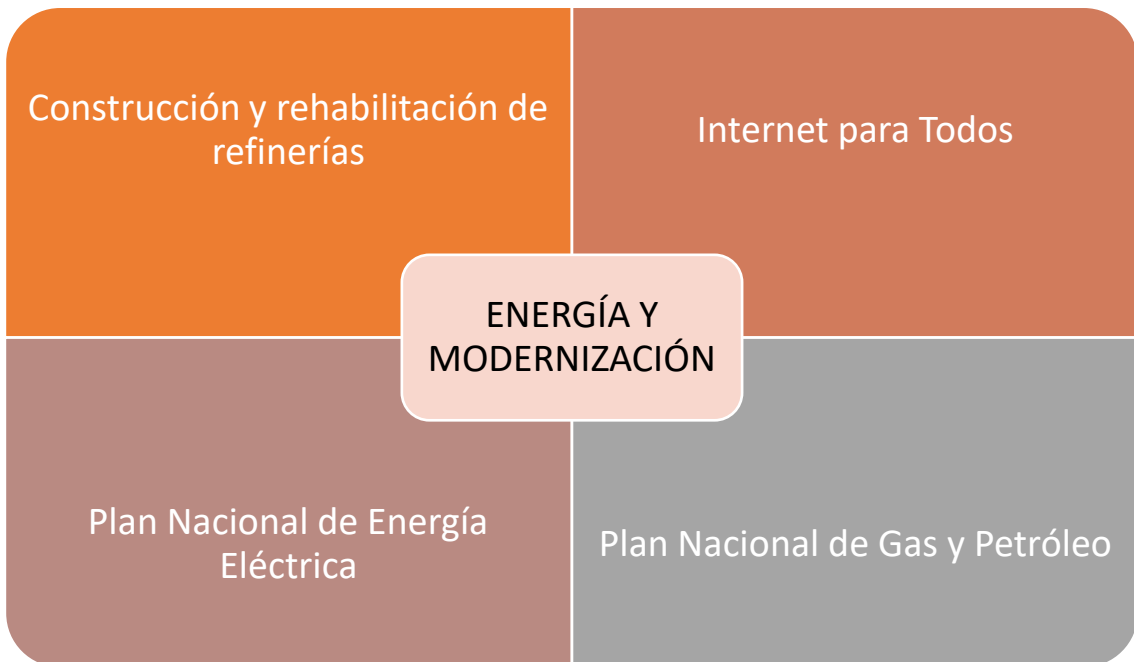 Construcción y rehabilitación de
refinerías
Internet para Todos
ENERGÍA Y
MODERNIZACIÓN
Plan Nacional de Energía
Eléctrica
Plan Nacional de Gas y Petróleo